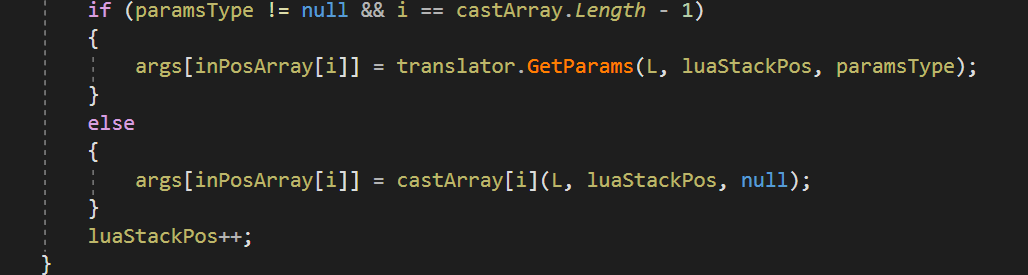 if (paramsType != null && i == castArray.Length - 1)
{
args[inPosArray[i]] = translator.GetParams(L, luaStackPos, paramsType);
}
else
{
args[inPosArray[i]] = castArray[i](L, luaStackPos, null);
}
luaStackPos++;
}